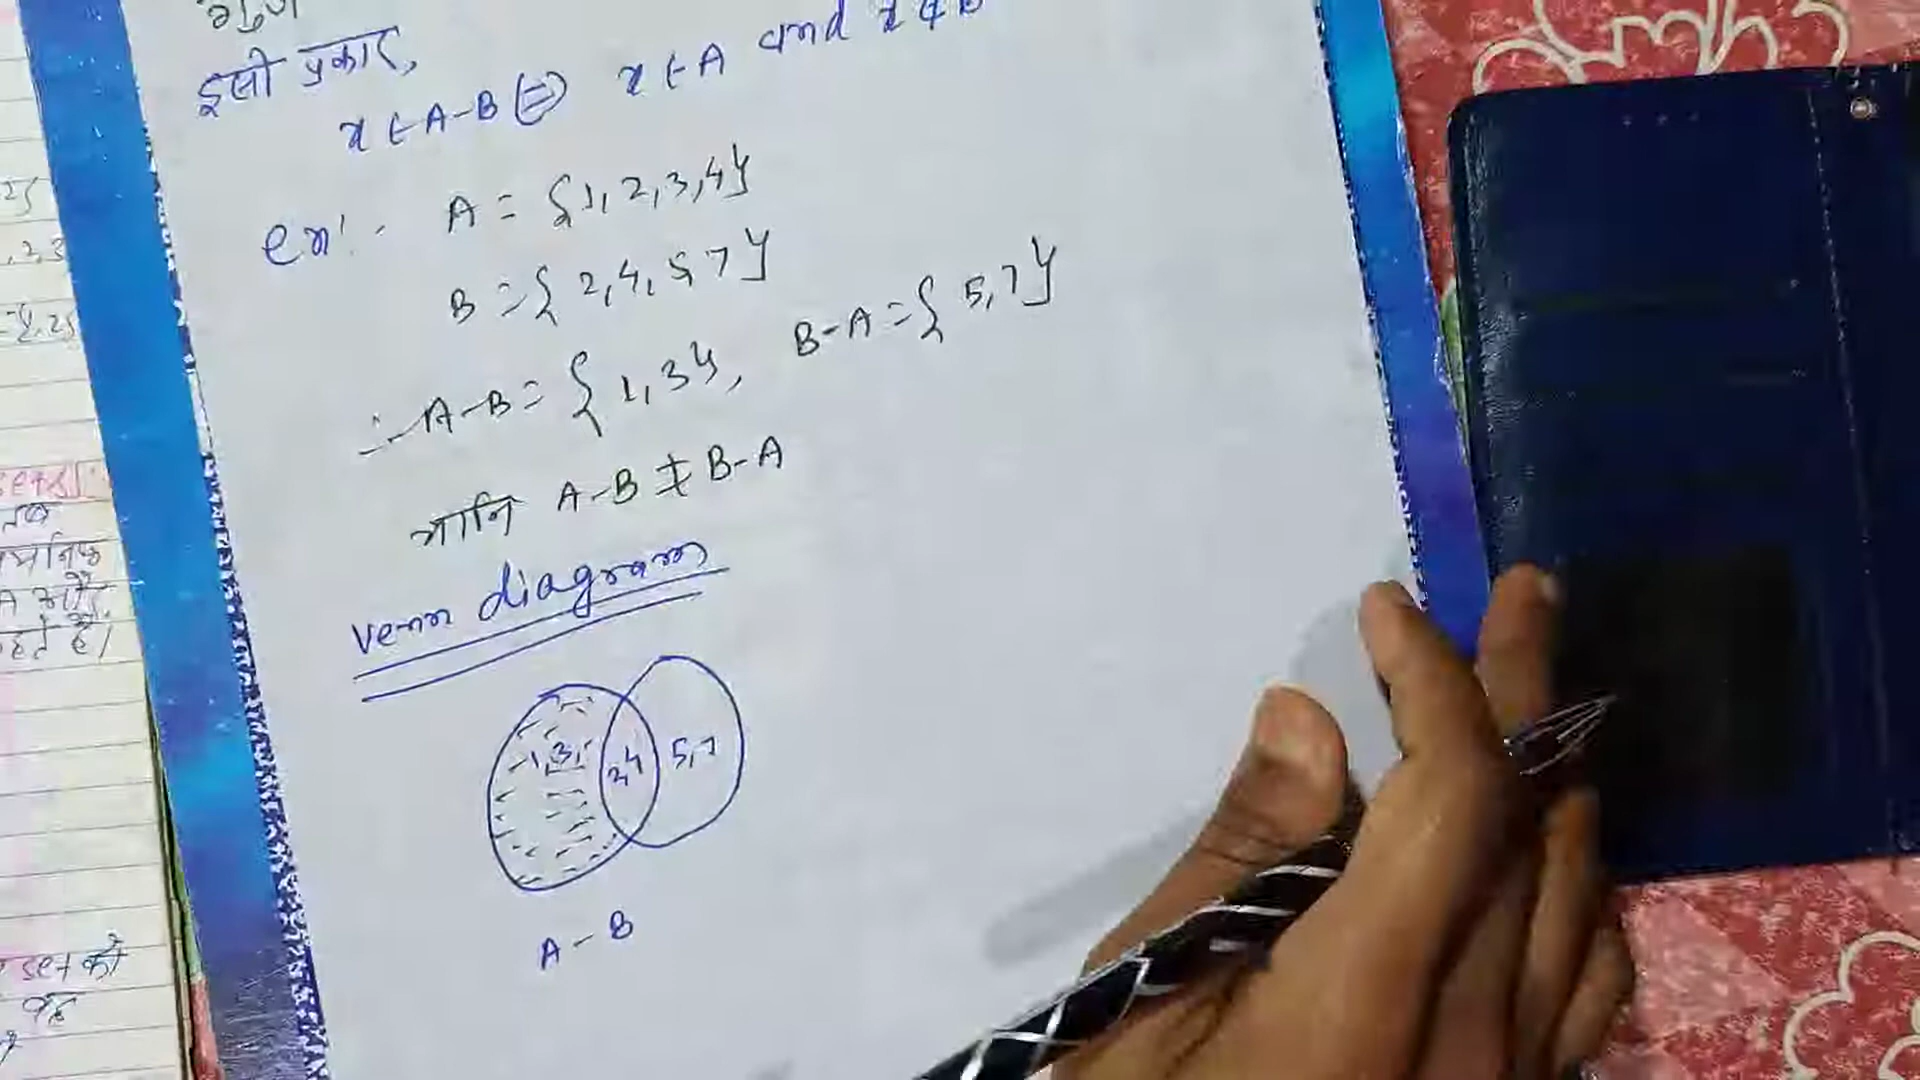 इसी प्रकार,
x ∈ A-B ⇔ x ∈ A and x ∉ B
ex:- A = {1, 2, 3, 4}
B = { 2, 4, 5, 7 }
∴ A-B = { 1, 3 }, B-A = { 5, 7 }
यानि A-B ≠ B-A
venn diagram
1, 3, 2,4 5,7
A - B
set को